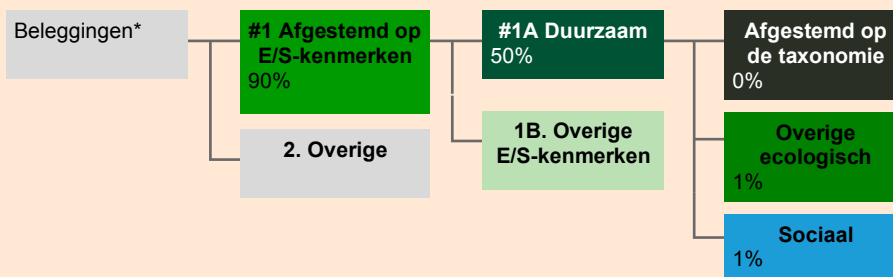 Beleggingen*
#1 Afgestemd op
E/S-kenmerken
90%
2. Overige
#1A Duurzaam
50%
1B. Overige
E/S-kenmerken
Afgestemd op
de taxonomie
0%
Overige
ecologisch
1%
Sociaal
1%